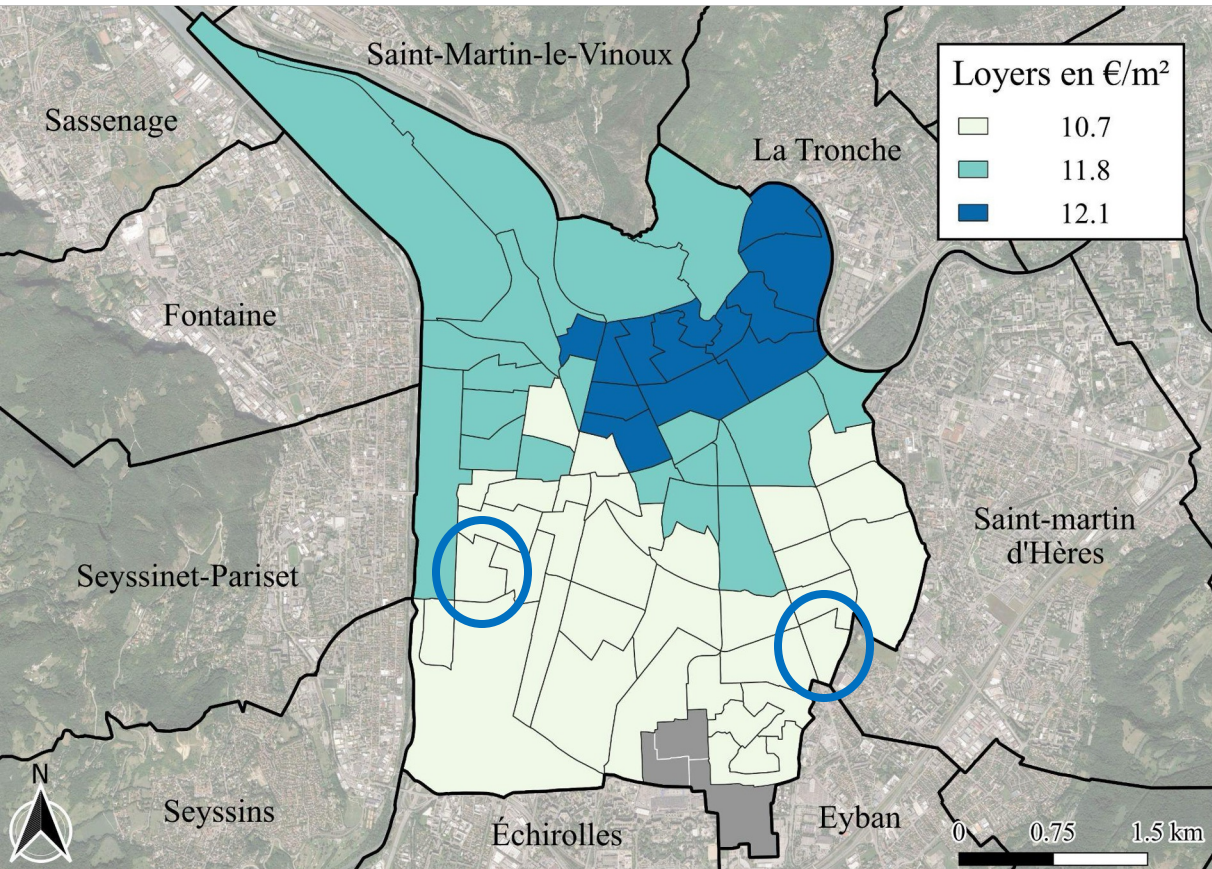 Saint-Martin-le-Vinoux
Loyers en €/m²
10.7
11.8
12.1
Sassenage
La Tronche
Fontaine
Saint-martin
d'Hères
Seyssinet-Pariset
N
Seyssins
Échirolles
Eyban
0 0.75 1.5 km